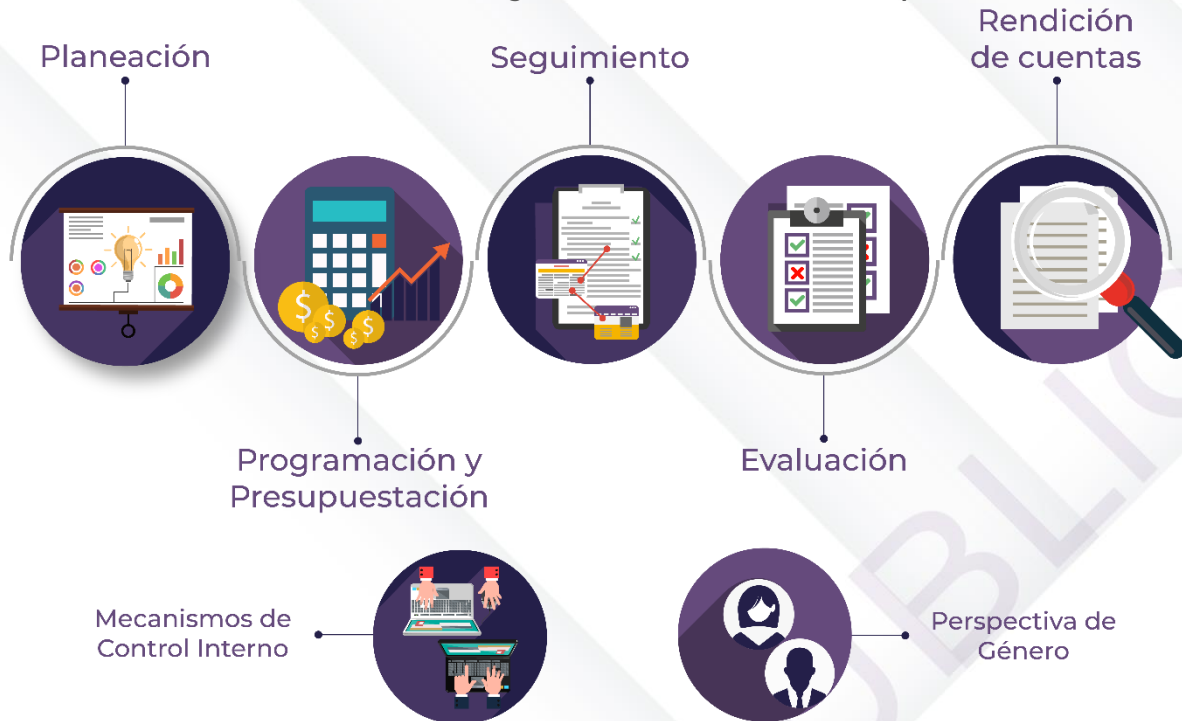 Planeación
Seguimiento
Rendición
de cuentas
Programación y
Presupuestación
Evaluación
Mecanismos de
Control Interno
Perspectiva de
Género